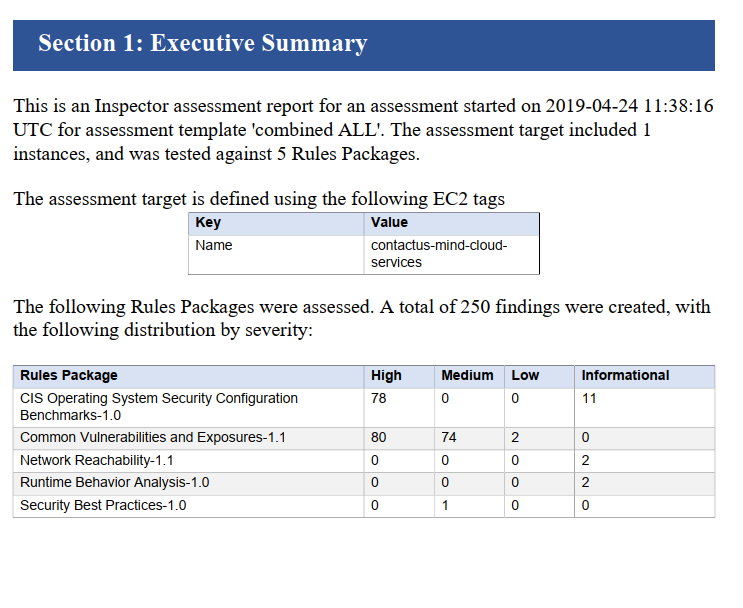 Section 1: Executive Summary
This is an Inspector assessment report for an assessment started on 2019-04-24 11:38:16
UTC for assessment template 'combined ALL'. The assessment target included 1
instances, and was tested against 5 Rules Packages.
The assessment target is defined using the following EC2 tags
Key Value
Name contactus-mind-cloud-
services
The following Rules Packages were assessed. A total of 250 findings were created, with
the following distribution by severity:
Rules Package High Medium Low Informational
CIS Operating System Security Configuration 78 0 0 11
Benchmarks-1.0
Common Vulnerabilities and Exposures-1.1 80 74 2 0
Network Reachability-1.1 0 0 0 2
Runtime Behavior Analysis-1.0 0 0 0 2
Security Best Practices-1.0 0 1 0 0